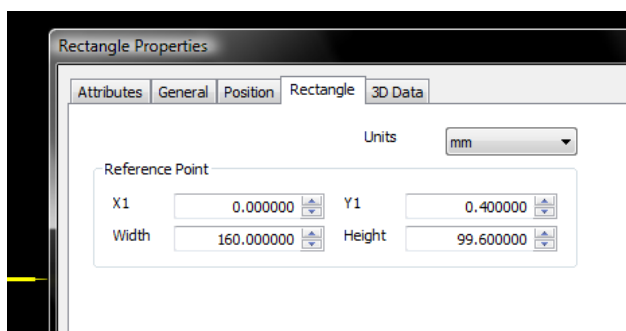 Rectangle Properties
Attributes General Position Rectangle 3D Data
Units mm
Reference Point
X1 0.000000 Y1 0.400000
Width 160.000000 Height 99.600000